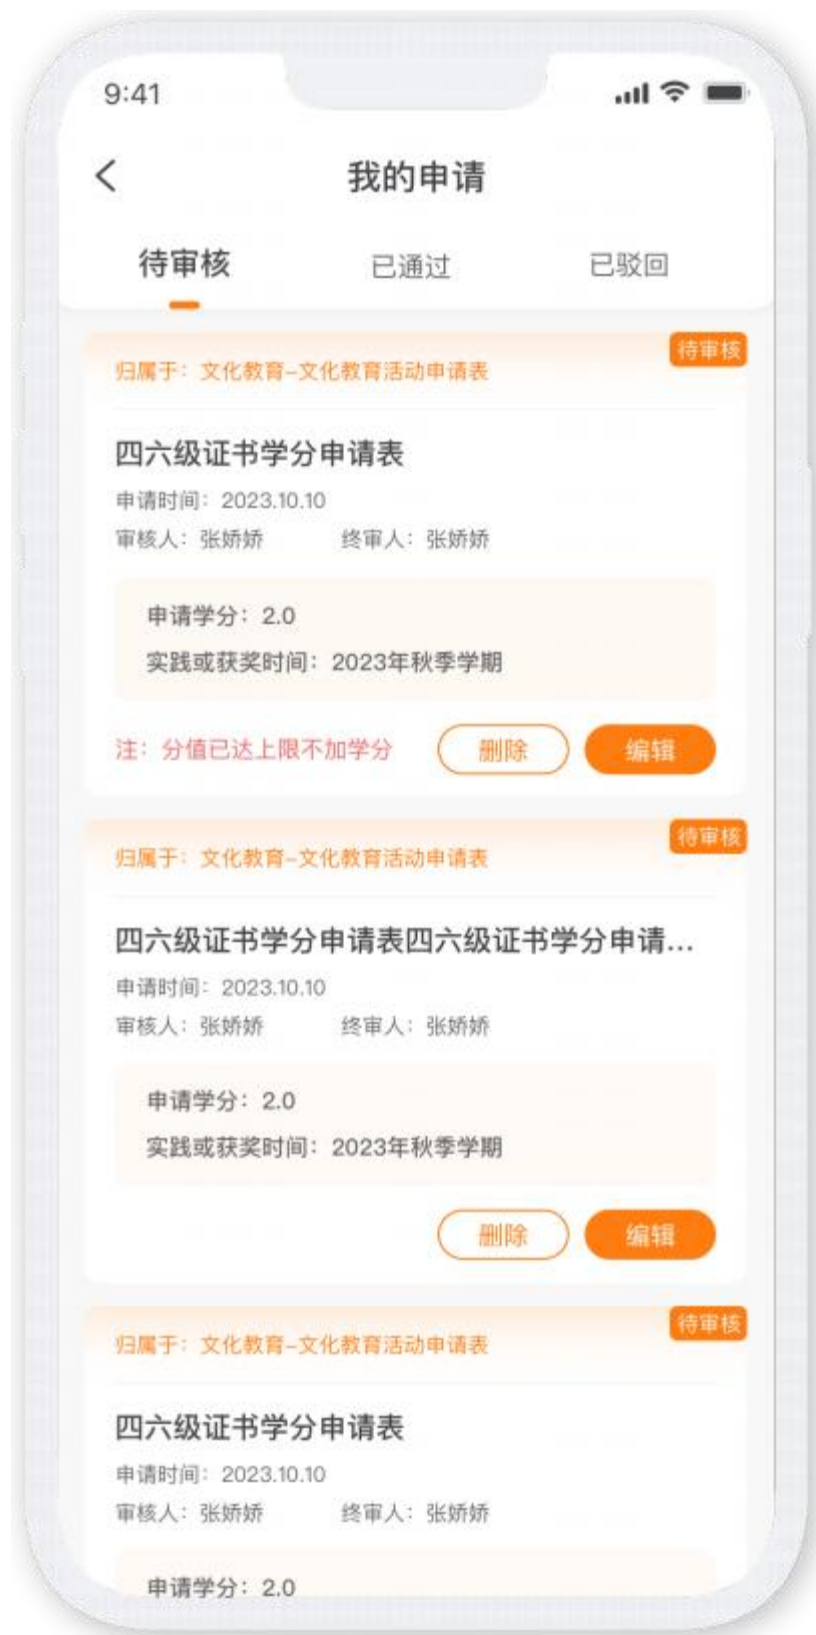 9:41
我的申请
待审核 已通过 已驳回
待审核
归属于：文化教育-文化教育活动申请表
四六级证书学分申请表
申请时间：2023.10.10
审核人：张娇娇 终审人：张娇娇
申请学分：2.0
实践或获奖时间：2023年秋季学期
注：分值已达上限不加学分 删除 编辑
待审核
归属于：文化教育-文化教育活动申请表
四六级证书学分申请表四六级证书学分申请...
申请时间：2023.10.10
审核人：张娇娇 终审人：张娇娇
申请学分：2.0
实践或获奖时间：2023年秋季学期
删除 编辑
待审核
归属于：文化教育-文化教育活动申请表
四六级证书学分申请表
申请时间：2023.10.10
审核人：张娇娇 终审人：张娇娇
申请学分：2.0